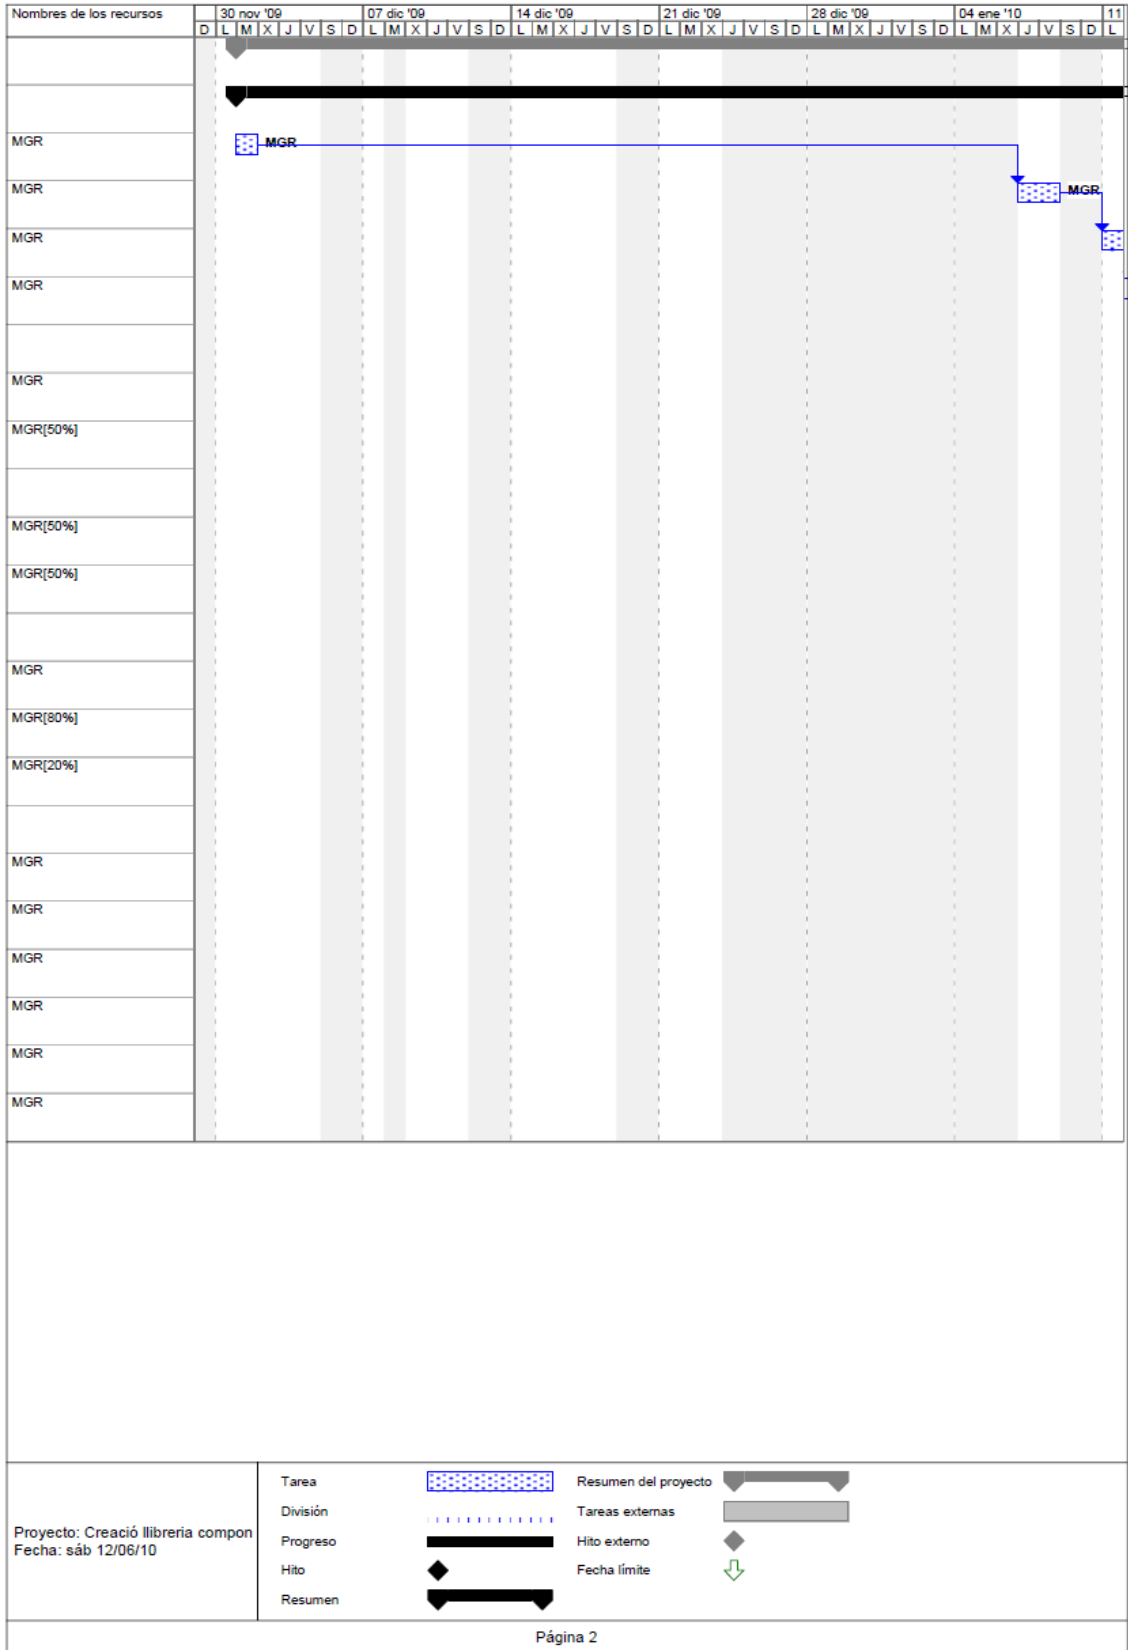 Nombres de los recursos
30 nov '09 07 dic '09 14 dic '09 21 dic '09 28 dic '09 04 ene '10 11
D L M X J V S D L M X J V S D L M X J V S D L M X J V S D L M X J V S D L M X J V S D L
MGR MGR
MGR MGR
MGR
MGR
MGR
MGR[50%]
MGR[50%]
MGR[50%]
MGR
MGR[80%]
MGR[20%]
MGR
MGR
MGR
MGR
MGR
MGR
Proyecto: Creació llibreria compon
Fecha: sáb 12/06/10
Tarea
División
Progreso
Hito
Resumen
Resumen del proyecto
Tareas externas
Hito externo
Fecha límite
Página 2